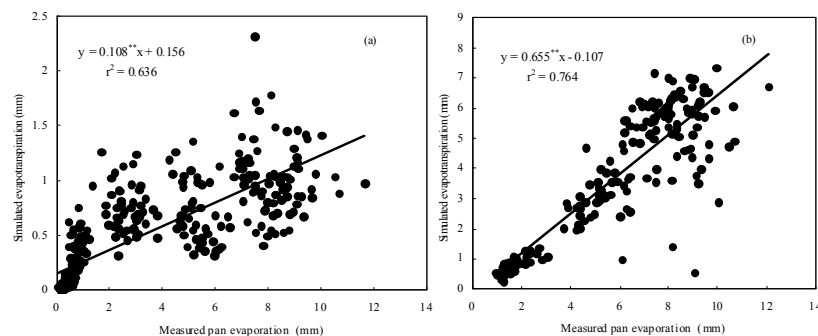 2.5
2
1.5
1
0.5
0
0 2 4 6 8 10 12 14
Simulated evapotranspiration (mm)
Measured pan evaporation (mm)
y = 0.108**x + 0.156
r² = 0.636
(a)
9
8
7
6
5
4
3
2
1
0
0 2 4 6 8 10 12 14
Simulated evapotranspiration (mm)
Measured pan evaporation (mm)
y = 0.655**x - 0.107
r² = 0.764
(b)